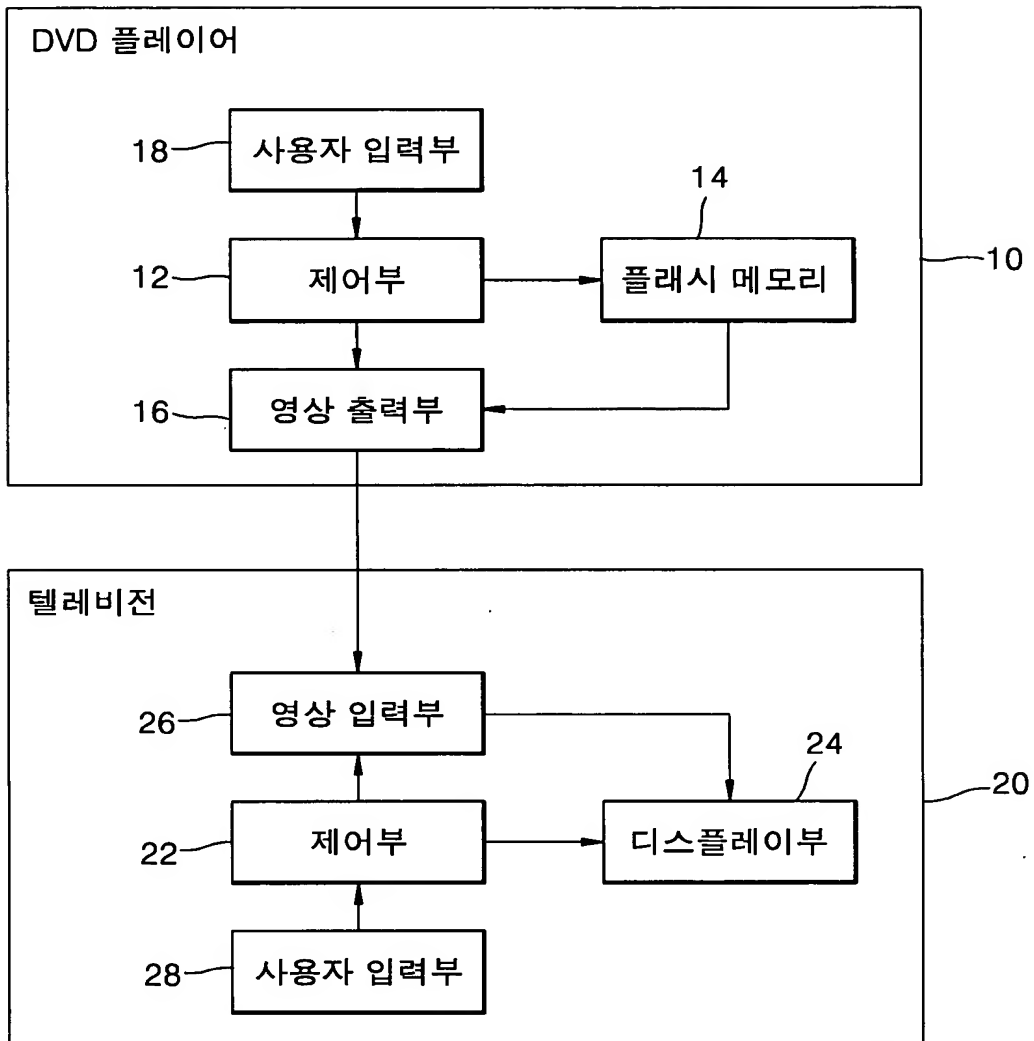 DVD 플레이어
18
사용자 입력부
14
12
제어부
플래시 메모리
10
16
영상 출력부
텔레비전
26
영상 입력부
24
20
22
제어부
디스플레이부
28
사용자 입력부